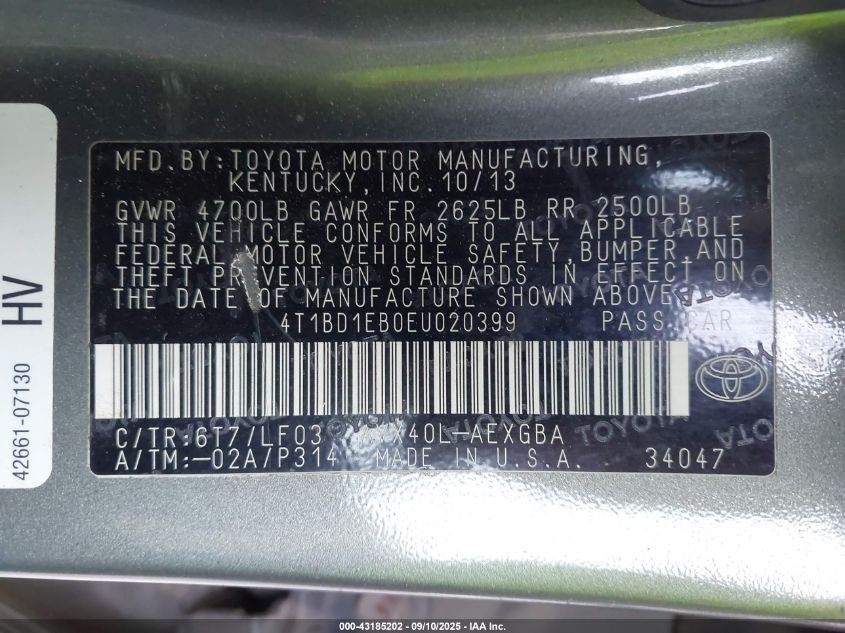 MFD.BY:TOYOTA MOTOR MANUFACTURING,
KENTUCKY,INC.10/13
GVWR 4700LB GAWR FR 2625LB RR 2500LB
THIS VEHICLE CONFORMS TO ALL APPLICABLE
FEDERAL MOTOR VEHICLE SAFETY,BUMPER,AND
THEFT PREVENTION STANDARDS IN EFFECT ON
THE DATE OF MANUFACTURE SHOWN ABOVE.
4T1BD1EB0EU020399 PASS CAR
C/TR:6T7/LF03 X40L-AEXGBA
A/TM:-02A/P314 MADE IN U.S.A. 34047
HV
42661-07130
000-43185202 - 09/10/2025 - IAA Inc.